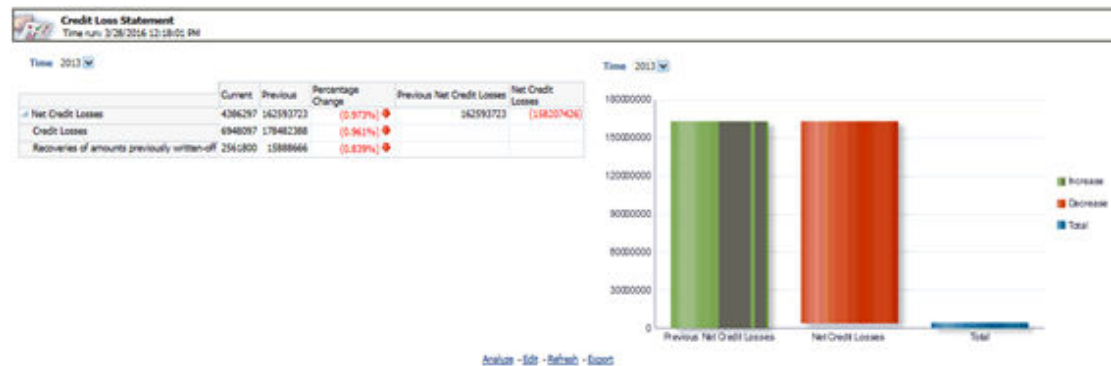 Credit Loss Statement
Time run: 3/28/2016 12:18:01 PM
Time 2013
Current Previous Percentage Change Previous Net Credit Losses Net Credit Losses
Net Credit Losses 4386297 162593723 (0.973%) 162593723 (158207426)
Credit Losses 6948097 178482388 (0.961%)
Recoveries of amounts previously written-off 2561800 15888666 (0.839%)
Time 2013
180000000
150000000
120000000
90000000
60000000
30000000
0
Previous Net Credit Losses
Net Credit Losses
Total
Increase
Decrease
Total
Analyze - Edit - Refresh - Export